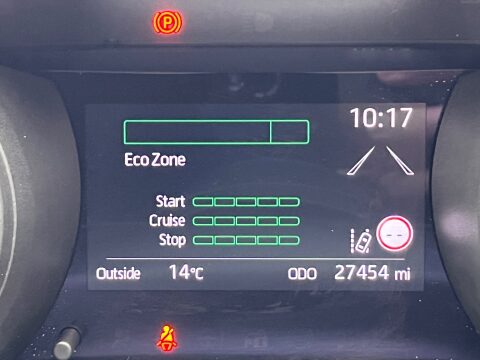 P
10:17
Eco Zone
Start
Cruise
Stop
--
Outside 14°C ODO 27454 mi